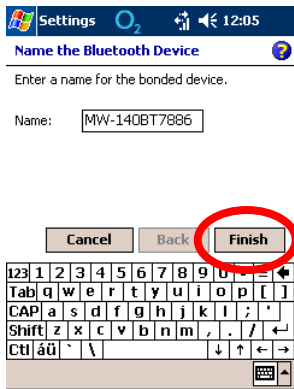 Settings O2 12:05
Name the Bluetooth Device ?
Enter a name for the bonded device.
Name: MW-140BT7886
Cancel Back Finish
123 1 2 3 4 5 6 7 8 9 0 - =
Tab q w e r t y u i o p [ ]
CAP a s d f g h j k l ; '
Shift z x c v b n m , . /
Ctl áü ` \